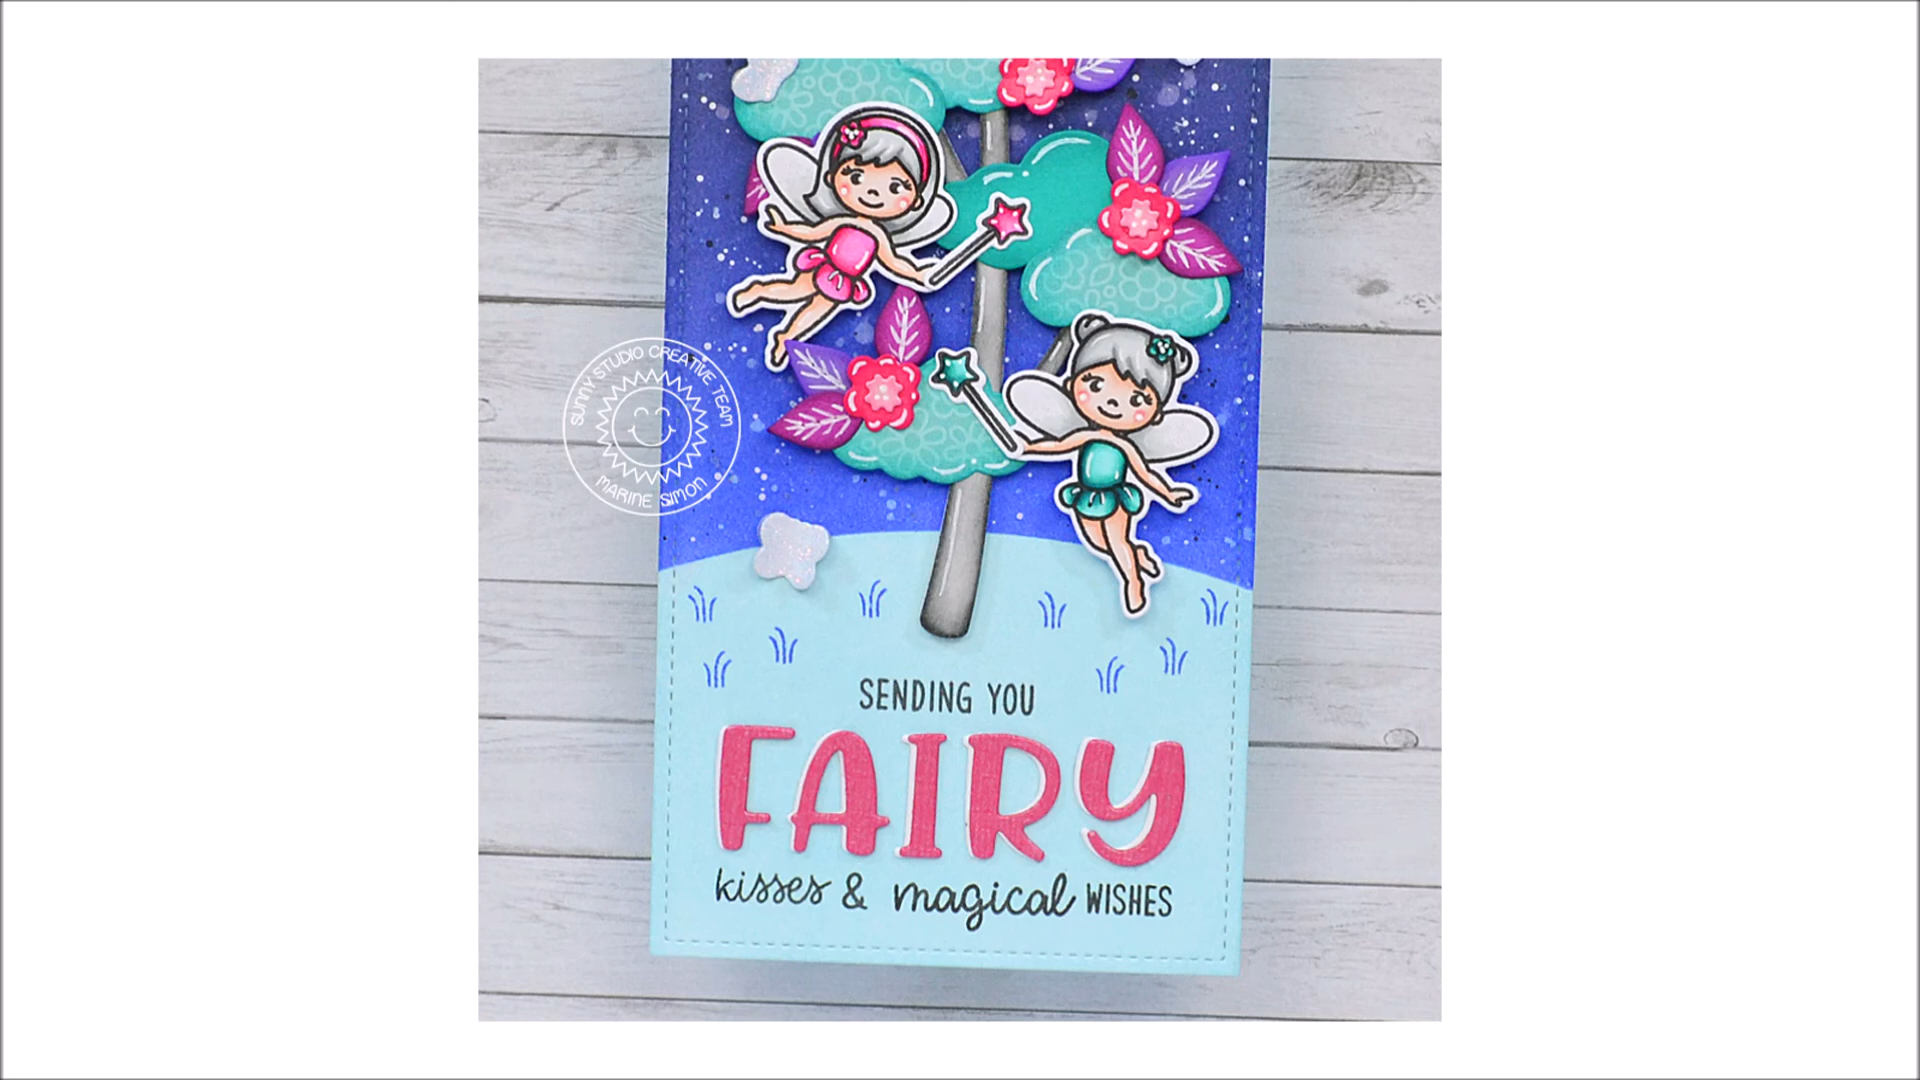 SUNNY STUDIO CREATIVE TEAM
MARINE SIMON
SENDING YOU
FAIRY
kisses & magical WISHES